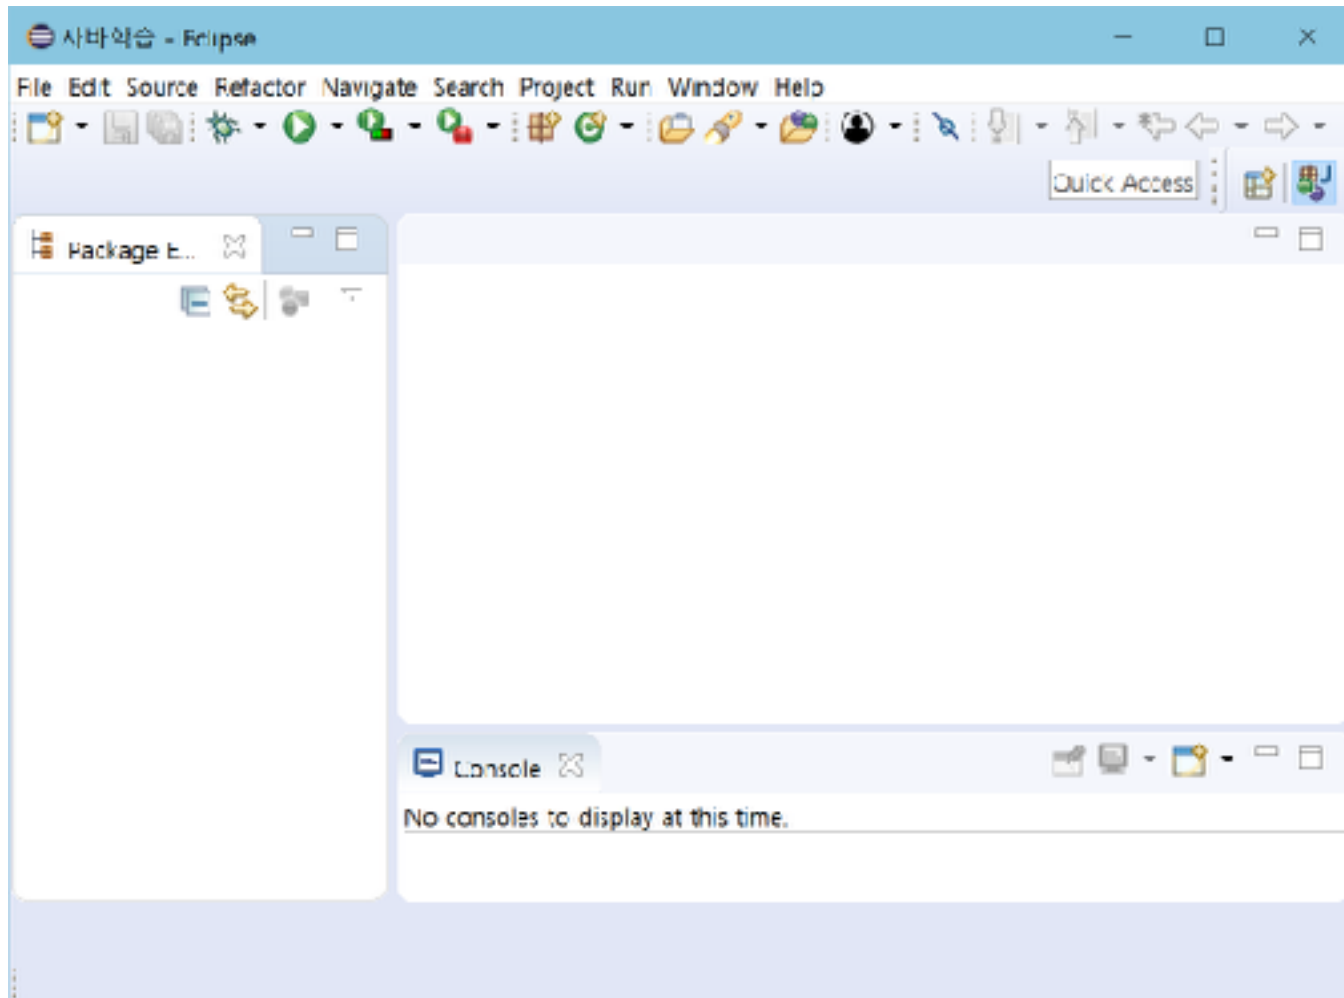 사바학습 - Eclipse
File Edit Source Refactor Navigate Search Project Run Window Help
Quick Access
Package E...
Console
No consoles to display at this time.